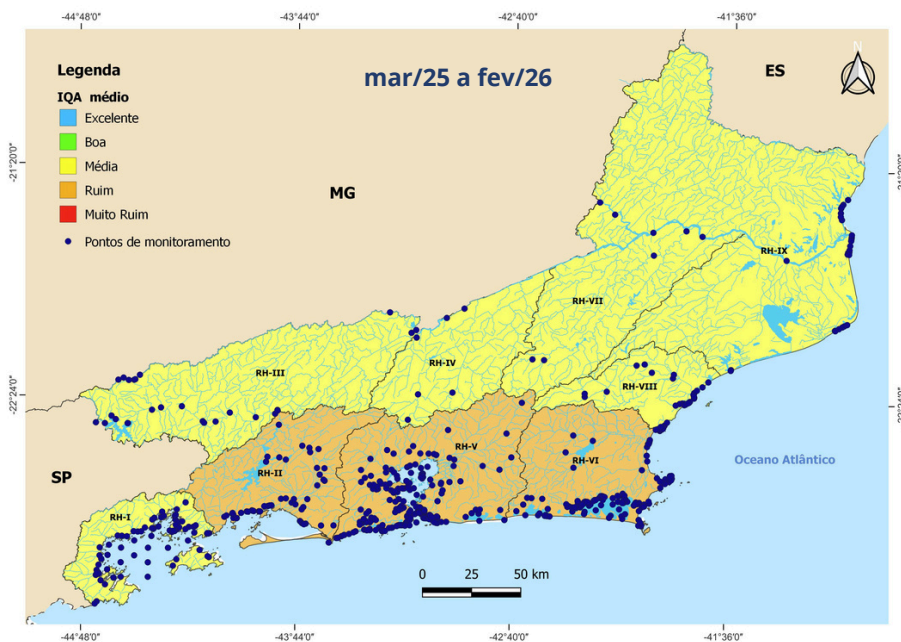 -44°48'0" -43°44'0" -42°40'0" -41°36'0"
Legenda
IQA médio
Excelente
Boa
Média
Ruim
Muito Ruim
Pontos de monitoramento
mar/25 a fev/26
ES
N
-21°20'0"
MG
RH-IX
RH-VII
RH-III
RH-IV
RH-VIII
-22°24'0"
RH-V
RH-II
RH-VI
SP
Oceano Atlântico
RH-I
0 25 50 km
-44°48'0" -43°44'0" -42°40'0" -41°36'0"